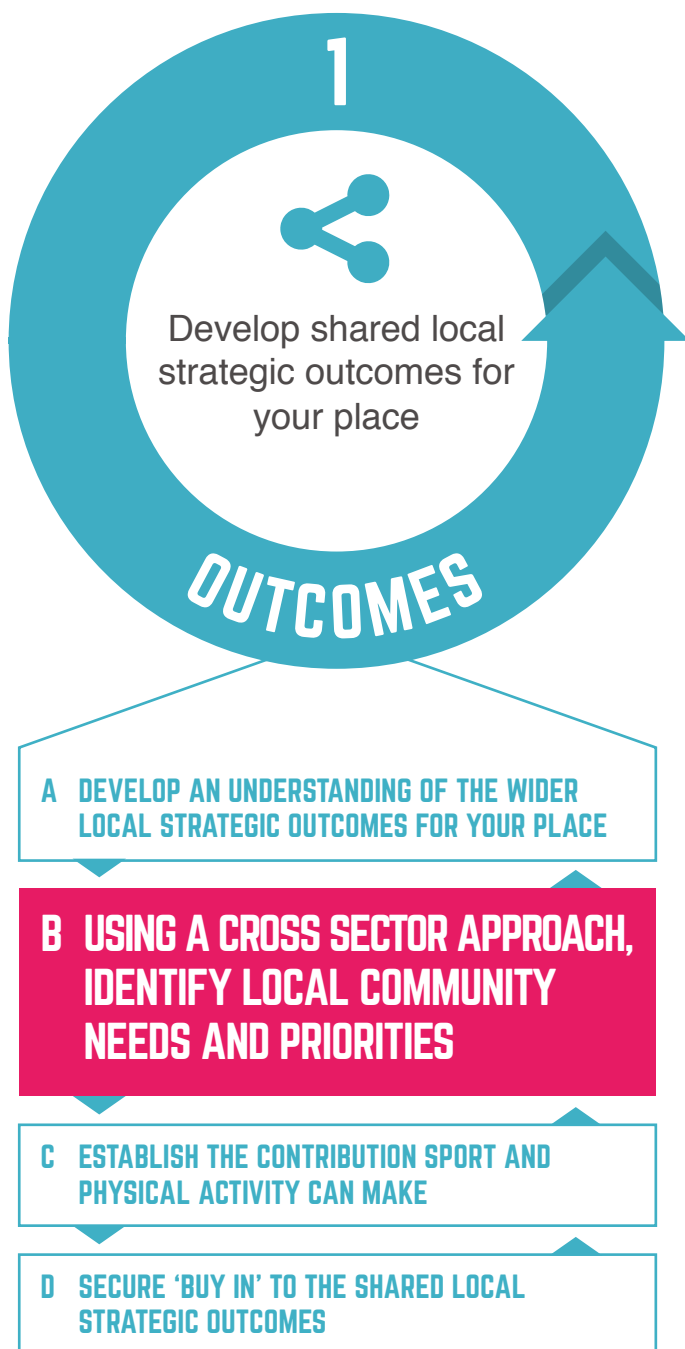 1
Develop shared local
strategic outcomes for
your place
OUTCOMES
A DEVELOP AN UNDERSTANDING OF THE WIDER
LOCAL STRATEGIC OUTCOMES FOR YOUR PLACE
B USING A CROSS SECTOR APPROACH,
IDENTIFY LOCAL COMMUNITY
NEEDS AND PRIORITIES
C ESTABLISH THE CONTRIBUTION SPORT AND
PHYSICAL ACTIVITY CAN MAKE
D SECURE ‘BUY IN’ TO THE SHARED LOCAL
STRATEGIC OUTCOMES